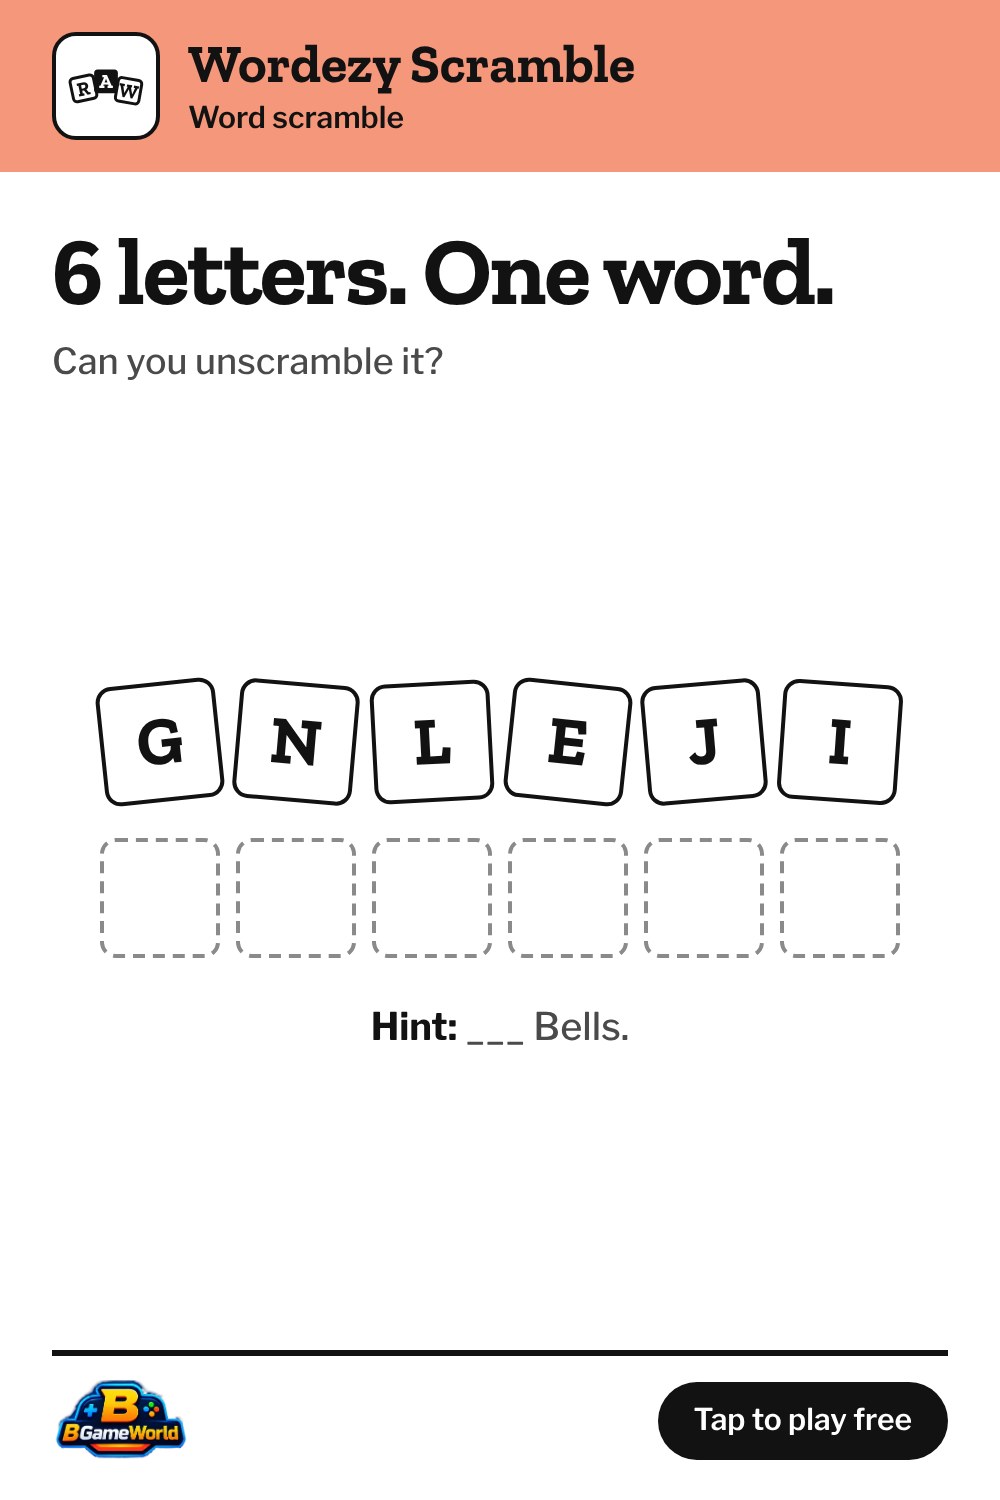 RAW
Wordezy Scramble
Word scramble
6 letters. One word.
Can you unscramble it?
G N L E J I
Hint: ___ Bells.
B
BGameWorld
Tap to play free